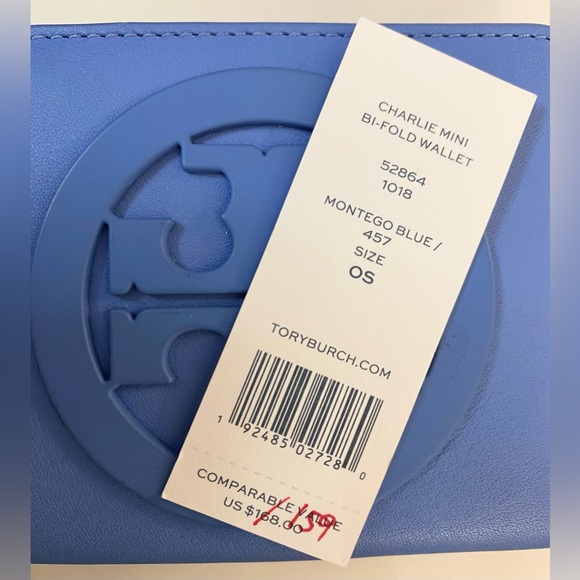 CHARLIE MINI
BI-FOLD WALLET
52864
1018
MONTEGO BLUE /
457
SIZE
OS
TORYBURCH.COM
1 92485 02728 0
COMPARABLE VALUE
US $168.00
159